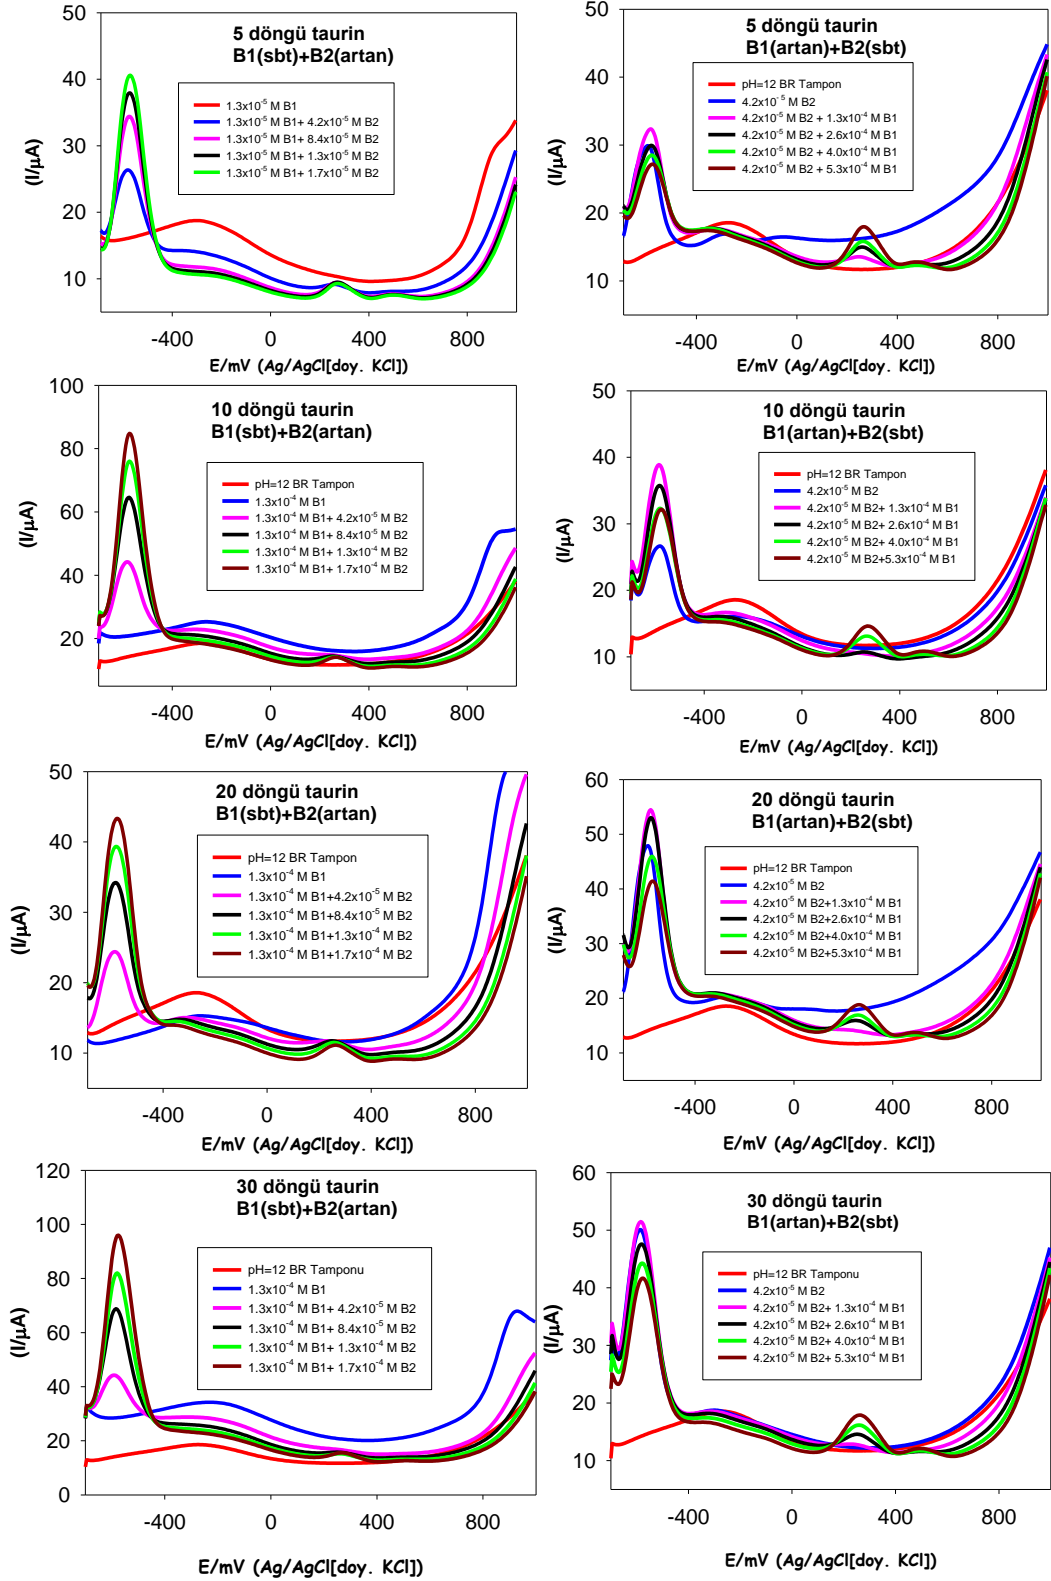 5 döngü taurin
B1(sbt)+B2(artan)
1.3x10⁻⁵ M B1
1.3x10⁻⁵ M B1+ 4.2x10⁻⁵ M B2
1.3x10⁻⁵ M B1+ 8.4x10⁻⁵ M B2
1.3x10⁻⁵ M B1+ 1.3x10⁻⁵ M B2
1.3x10⁻⁵ M B1+ 1.7x10⁻⁵ M B2
(I/µA)
50
40
30
20
10
-400 0 400 800
E/mV (Ag/AgCl[doy. KCl])
5 döngü taurin
B1(artan)+B2(sbt)
pH=12 BR Tampon
4.2x10⁻⁵ M B2
4.2x10⁻⁵ M B2 + 1.3x10⁻⁴ M B1
4.2x10⁻⁵ M B2 + 2.6x10⁻⁴ M B1
4.2x10⁻⁵ M B2 + 4.0x10⁻⁴ M B1
4.2x10⁻⁵ M B2 + 5.3x10⁻⁴ M B1
(I/µA)
50
40
30
20
10
-400 0 400 800
E/mV (Ag/AgCl[doy. KCl])
10 döngü taurin
B1(sbt)+B2(artan)
pH=12 BR Tampon
1.3x10⁻⁴ M B1
1.3x10⁻⁴ M B1+ 4.2x10⁻⁵ M B2
1.3x10⁻⁴ M B1+ 8.4x10⁻⁵ M B2
1.3x10⁻⁴ M B1+ 1.3x10⁻⁴ M B2
1.3x10⁻⁴ M B1+ 1.7x10⁻⁴ M B2
(I/µA)
100
80
60
40
20
-400 0 400 800
E/mV (Ag/AgCl[doy. KCl])
10 döngü taurin
B1(artan)+B2(sbt)
pH=12 BR Tampon
4.2x10⁻⁵ M B2
4.2x10⁻⁵ M B2+ 1.3x10⁻⁴ M B1
4.2x10⁻⁵ M B2+ 2.6x10⁻⁴ M B1
4.2x10⁻⁵ M B2+ 4.0x10⁻⁴ M B1
4.2x10⁻⁵ M B2+5.3x10⁻⁴ M B1
(I/µA)
50
40
30
20
10
-400 0 400 800
E/mV (Ag/AgCl[doy. KCl])
20 döngü taurin
B1(sbt)+B2(artan)
pH=12 BR Tampon
1.3x10⁻⁴ M B1
1.3x10⁻⁴ M B1+4.2x10⁻⁵ M B2
1.3x10⁻⁴ M B1+8.4x10⁻⁵ M B2
1.3x10⁻⁴ M B1+1.3x10⁻⁴ M B2
1.3x10⁻⁴ M B1+1.7x10⁻⁴ M B2
(I/µA)
50
40
30
20
10
-400 0 400 800
E/mV (Ag/AgCl[doy. KCl])
20 döngü taurin
B1(artan)+B2(sbt)
pH=12 BR Tampon
4.2x10⁻⁵ M B2
4.2x10⁻⁵ M B2+1.3x10⁻⁴ M B1
4.2x10⁻⁵ M B2+2.6x10⁻⁴ M B1
4.2x10⁻⁵ M B2+4.0x10⁻⁴ M B1
4.2x10⁻⁵ M B2+5.3x10⁻⁴ M B1
(I/µA)
60
50
40
30
20
10
-400 0 400 800
E/mV (Ag/AgCl[doy. KCl])
30 döngü taurin
B1(sbt)+B2(artan)
pH=12 BR Tamponu
1.3x10⁻⁴ M B1
1.3x10⁻⁴ M B1+ 4.2x10⁻⁵ M B2
1.3x10⁻⁴ M B1+ 8.4x10⁻⁵ M B2
1.3x10⁻⁴ M B1+ 1.3x10⁻⁴ M B2
1.3x10⁻⁴ M B1+ 1.7x10⁻⁴ M B2
(I/µA)
120
100
80
60
40
20
0
-400 0 400 800
E/mV (Ag/AgCl[doy. KCl])
30 döngü taurin
B1(artan)+B2(sbt)
pH=12 BR Tamponu
4.2x10⁻⁵ M B2
4.2x10⁻⁵ M B2+ 1.3x10⁻⁴ M B1
4.2x10⁻⁵ M B2+ 2.6x10⁻⁴ M B1
4.2x10⁻⁵ M B2+ 4.0x10⁻⁴ M B1
4.2x10⁻⁵ M B2+ 5.3x10⁻⁴ M B1
(I/µA)
60
50
40
30
20
10
-400 0 400 800
E/mV (Ag/AgCl[doy. KCl])